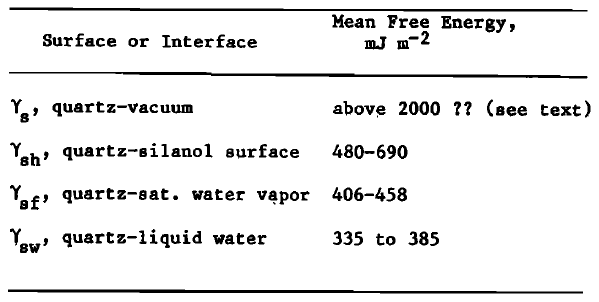 Surface or Interface Mean Free Energy, mJ m⁻²
γs, quartz-vacuum above 2000 ?? (see text)
γsh, quartz-silanol surface 480-690
γsf, quartz-sat. water vapor 406-458
γsw, quartz-liquid water 335 to 385